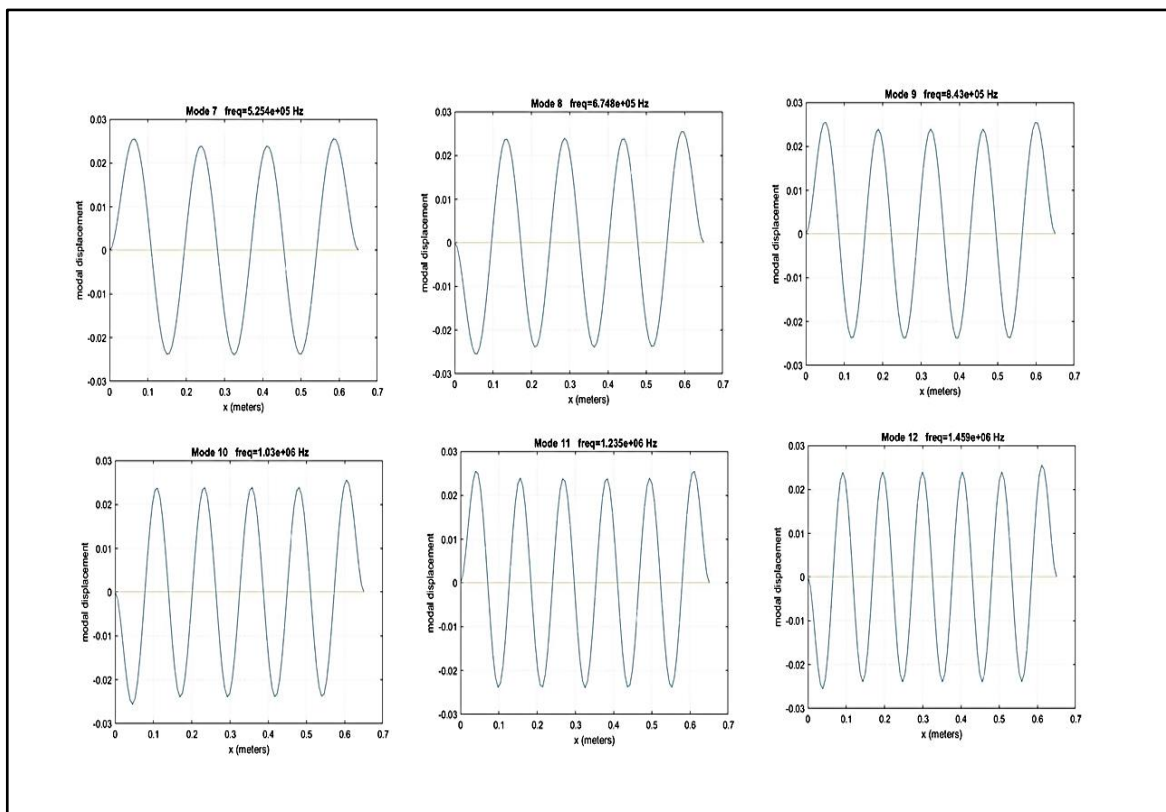 Mode 7 freq=5.254e+05 Hz
0.03
0.02
0.01
0
-0.01
-0.02
-0.03
modal displacement
0 0.1 0.2 0.3 0.4 0.5 0.6 0.7
x (meters)
Mode 8 freq=6.748e+05 Hz
0.03
0.02
0.01
0
-0.01
-0.02
-0.03
modal displacement
0 0.1 0.2 0.3 0.4 0.5 0.6 0.7
x (meters)
Mode 9 freq=8.43e+05 Hz
0.03
0.02
0.01
0
-0.01
-0.02
-0.03
modal displacement
0 0.1 0.2 0.3 0.4 0.5 0.6 0.7
x (meters)
Mode 10 freq=1.03e+06 Hz
0.03
0.02
0.01
0
-0.01
-0.02
-0.03
modal displacement
0 0.1 0.2 0.3 0.4 0.5 0.6 0.7
x (meters)
Mode 11 freq=1.235e+06 Hz
0.03
0.02
0.01
0
-0.01
-0.02
-0.03
modal displacement
0 0.1 0.2 0.3 0.4 0.5 0.6 0.7
x (meters)
Mode 12 freq=1.459e+06 Hz
0.03
0.02
0.01
0
-0.01
-0.02
-0.03
modal displacement
0 0.1 0.2 0.3 0.4 0.5 0.6 0.7
x (meters)